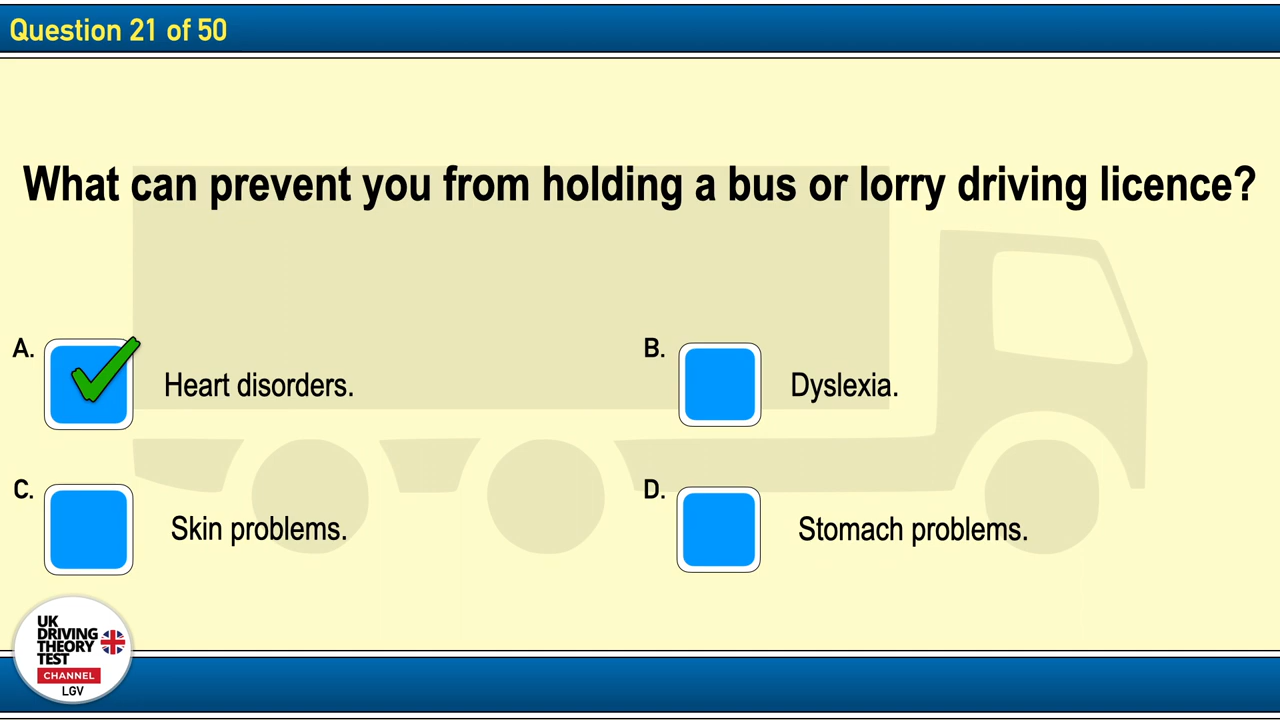 Question 21 of 50
What can prevent you from holding a bus or lorry driving licence?
A.
Heart disorders.
B.
Dyslexia.
C.
Skin problems.
D.
Stomach problems.
UK
DRIVING
THEORY
TEST
CHANNEL
LGV